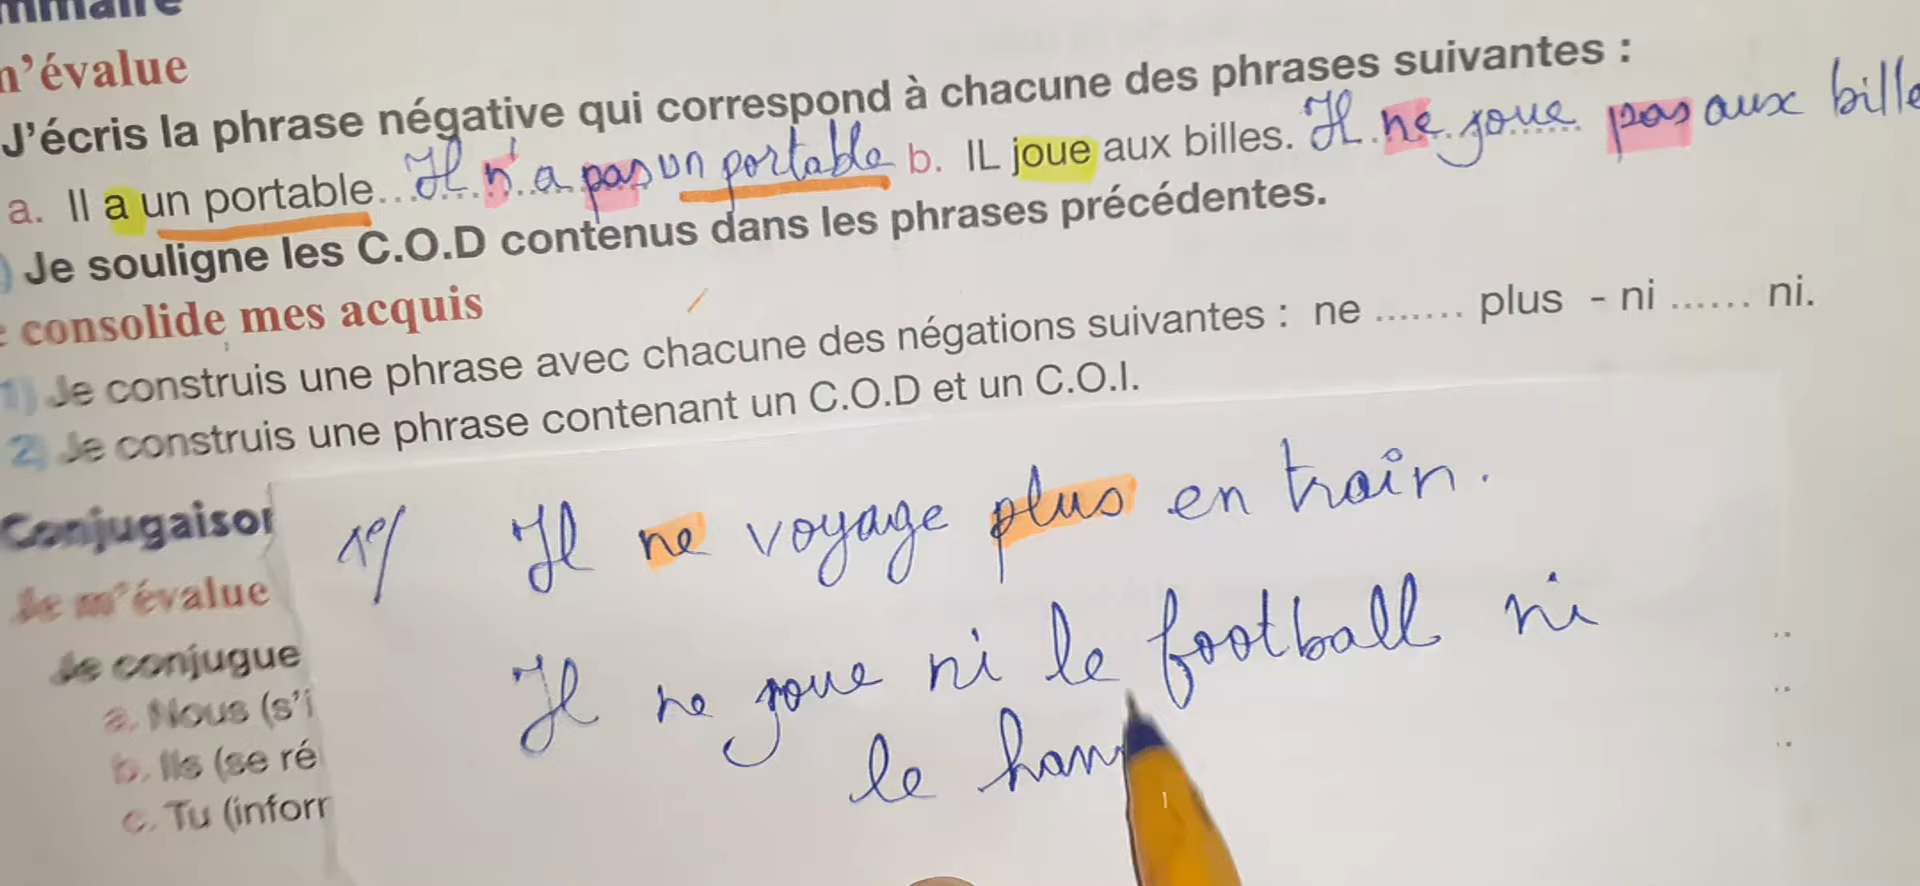 m'évalue
J'écris la phrase négative qui correspond à chacune des phrases suivantes :
a. Il a un portable... Il n'a pas un portable b. IL joue aux billes. Il ne joue pas aux bille
Je souligne les C.O.D contenus dans les phrases précédentes.
consolide mes acquis
1) Je construis une phrase avec chacune des négations suivantes : ne ....... plus - ni ...... ni.
2) Je construis une phrase contenant un C.O.D et un C.O.I.
Conjugaison
Je m'évalue
Je conjugue
a. Nous (s'i
b. Ils (se ré
c. Tu (infor
1°/ Il ne voyage plus en train.
Il ne joue ni le football ni
le han